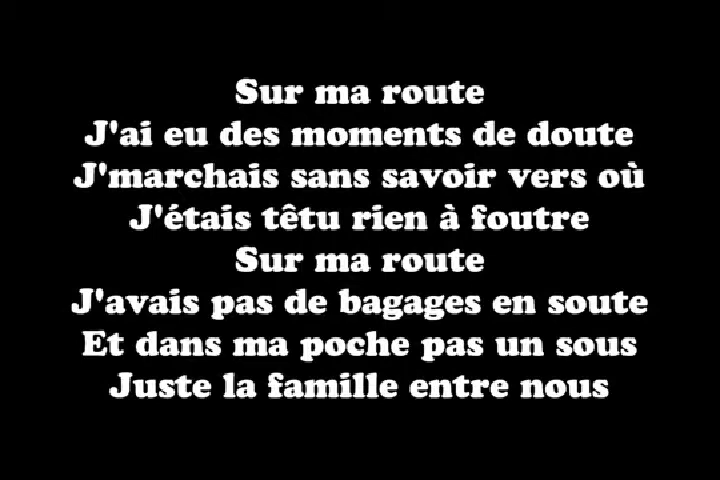 Sur ma route
J'ai eu des moments de doute
J'marchais sans savoir vers où
J'étais têtu rien à foutre
Sur ma route
J'avais pas de bagages en soute
Et dans ma poche pas un sous
Juste la famille entre nous